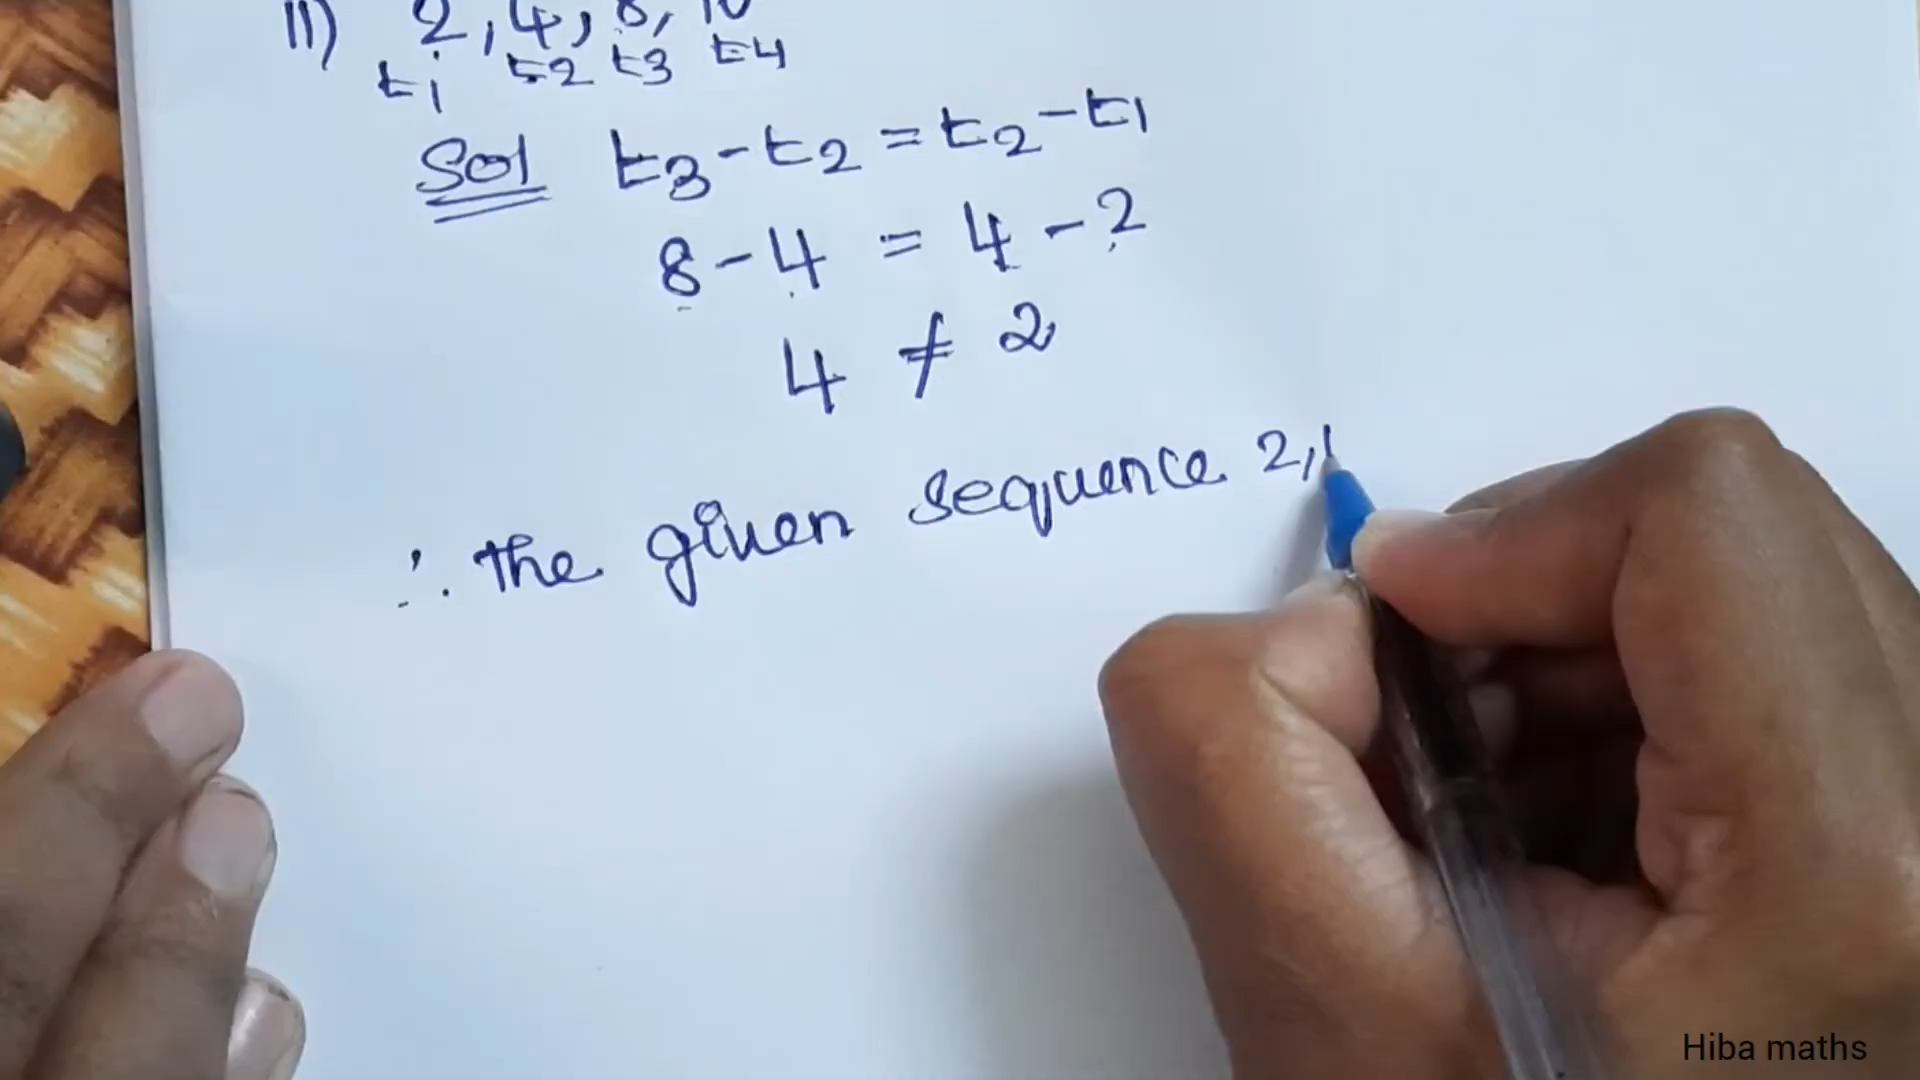 11) 2, 4, 8, 10
t1 t2 t3 t4
Sol t3 - t2 = t2 - t1
8 - 4 = 4 - 2
4 ≠ 2
∴ The given sequence 2,
Hiba maths